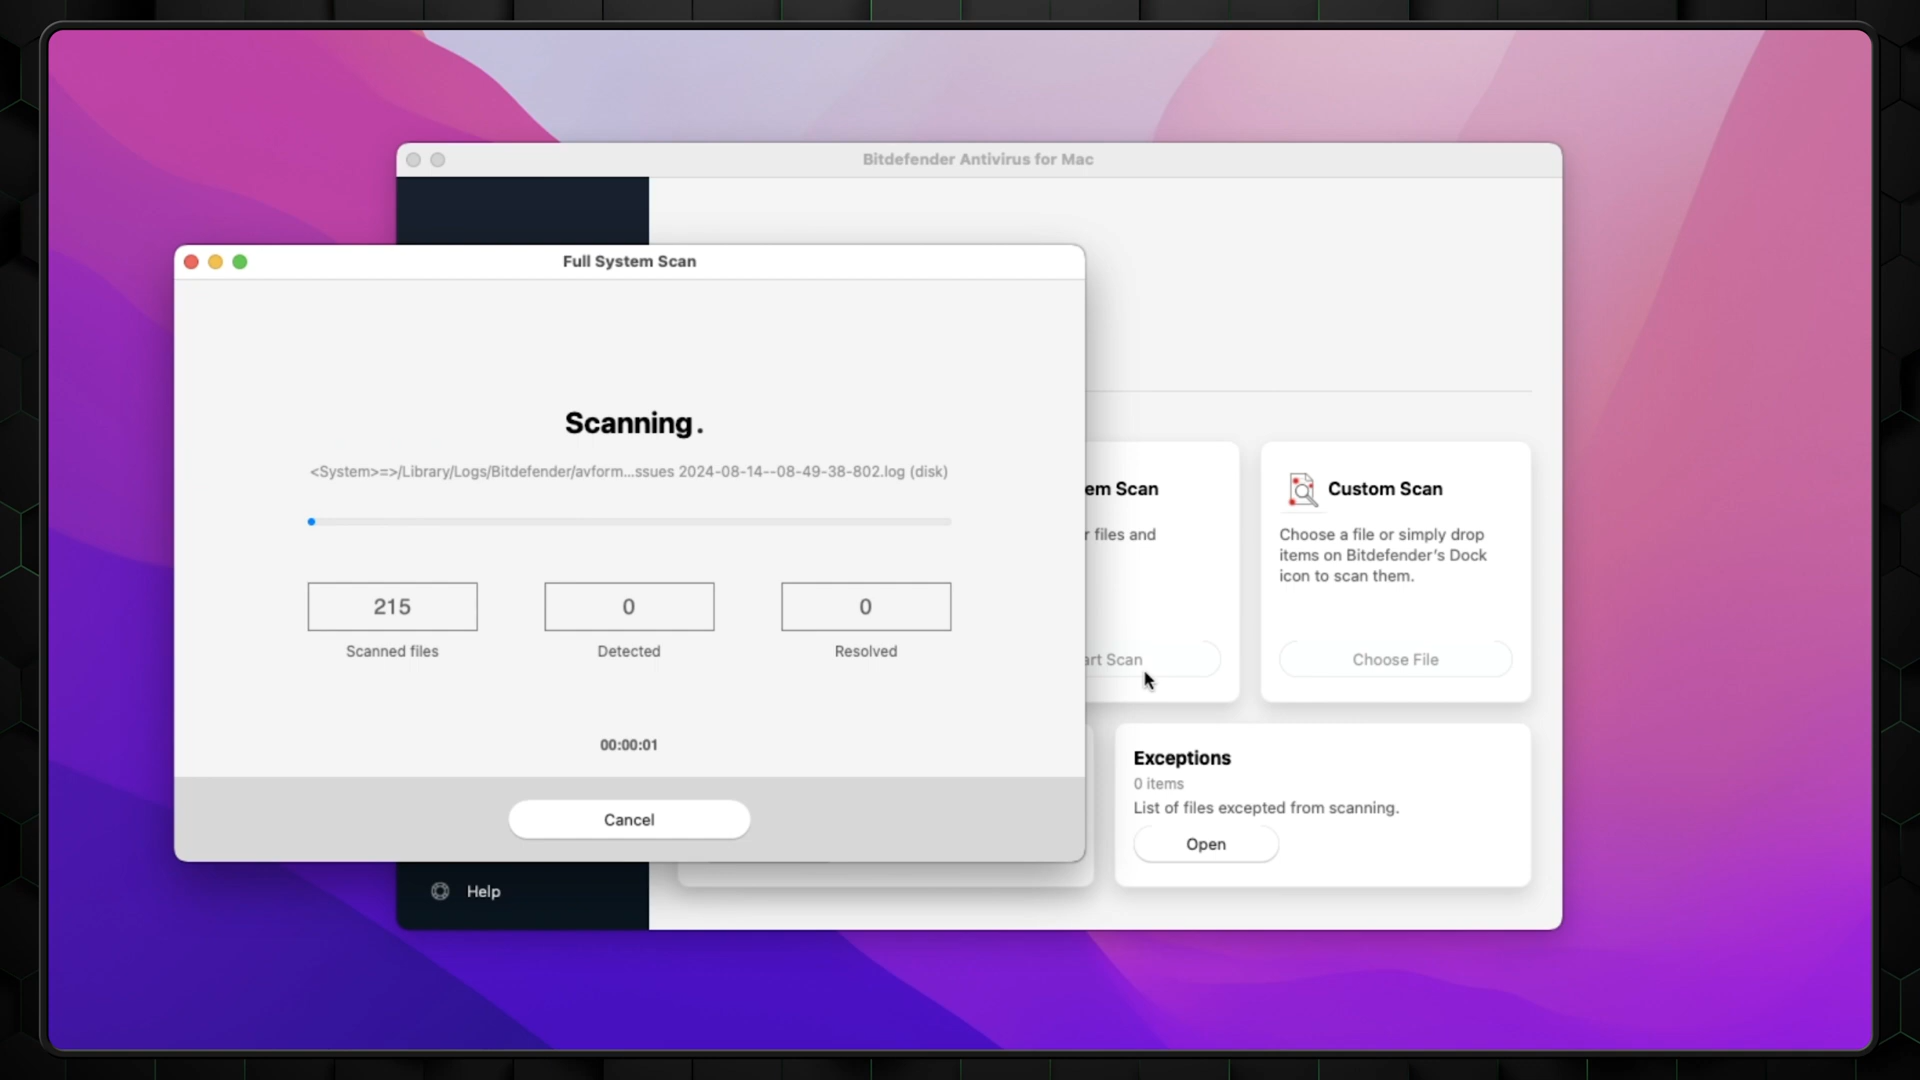 Bitdefender Antivirus for Mac
Full System Scan
Scanning.
<System>=>/Library/Logs/Bitdefender/avform...ssues 2024-08-14--08-49-38-802.log (disk)
215
0
0
Scanned files
Detected
Resolved
00:00:01
Cancel
em Scan
r files and
art Scan
Custom Scan
Choose a file or simply drop
items on Bitdefender's Dock
icon to scan them.
Choose File
Exceptions
0 items
List of files excepted from scanning.
Open
Help